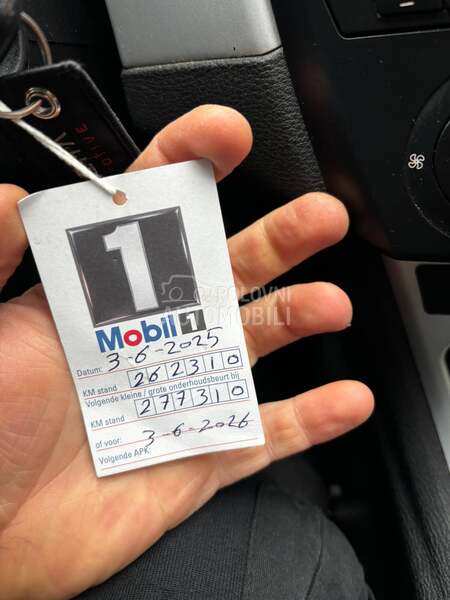 1
Mobil 1
Datum: 3-6-2025
KM stand 262310
Volgende kleine / grote onderhoudsbeurt bij
KM stand 277310
of voor: 3-6-2026
Volgende APK:
POLOVNI
AUTOMOBILI